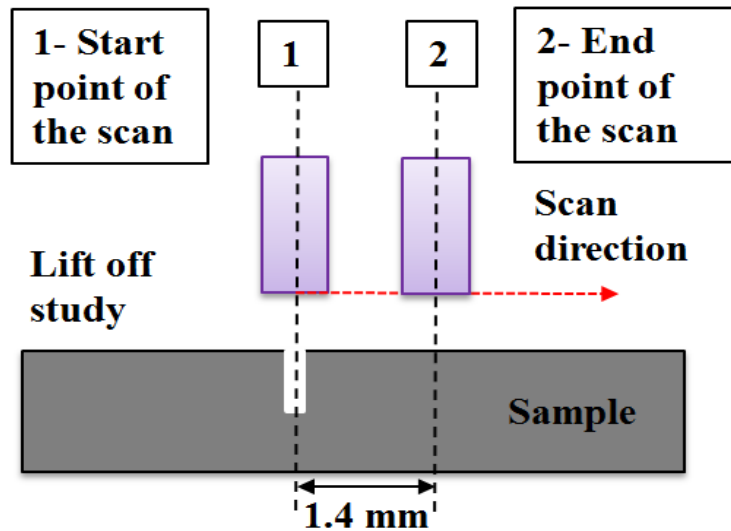 1- Start
point of
the scan
1
2
2- End
point of
the scan
Scan
direction
Lift off
study
Sample
1.4 mm